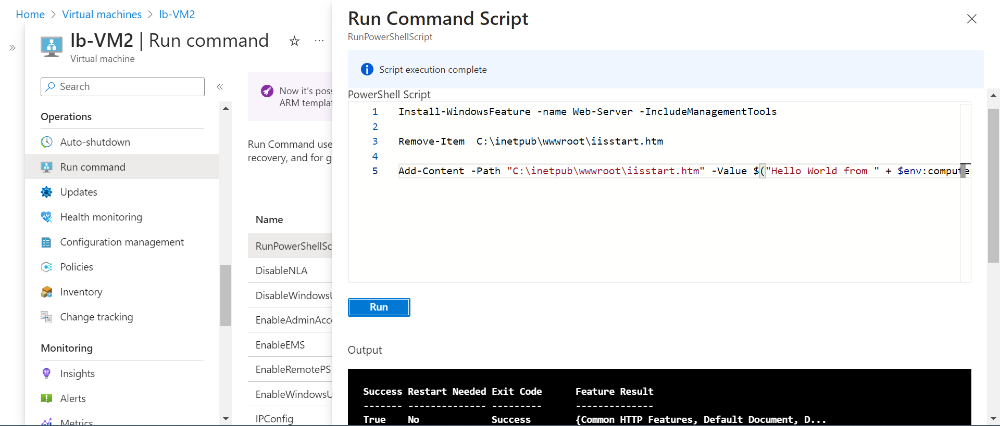 Home > Virtual machines > lb-VM2
lb-VM2 | Run command
Virtual machine
Search
Operations
Auto-shutdown
Run command
Updates
Health monitoring
Configuration management
Policies
Inventory
Change tracking
Monitoring
Insights
Alerts
Metrics
Now it's poss
ARM templat
Run Command use
recovery, and for g
Name
RunPowerShellSc
DisableNLA
DisableWindowsU
EnableAdminAcco
EnableEMS
EnableRemotePS
EnableWindowsU
IPConfig
Run Command Script
RunPowerShellScript
Script execution complete
PowerShell Script
1 Install-WindowsFeature -name Web-Server -IncludeManagementTools
2
3 Remove-Item  C:\inetpub\wwwroot\iisstart.htm
4
5 Add-Content -Path "C:\inetpub\wwwroot\iisstart.htm" -Value $("Hello World from " + $env:compute
Run
Output
Success Restart Needed Exit Code      Feature Result
------- -------------- ---------      --------------
True    No             Success        {Common HTTP Features, Default Document, D...